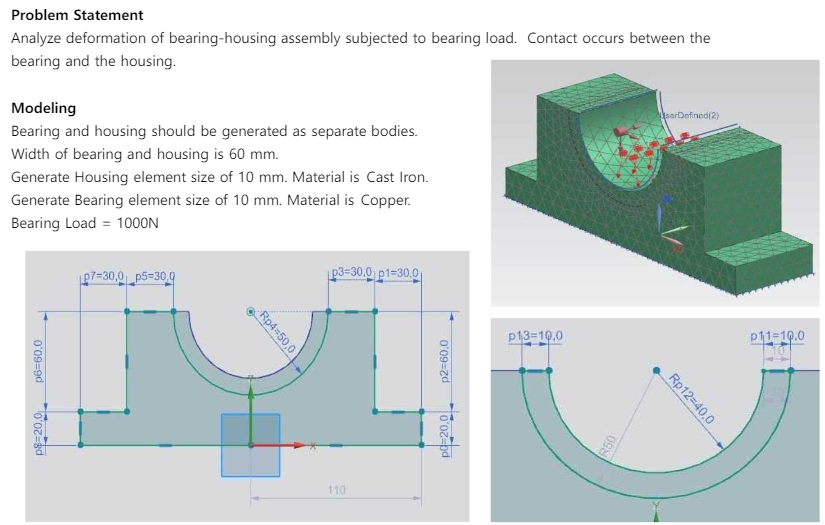 Problem Statement
Analyze deformation of bearing-housing assembly subjected to bearing load. Contact occurs between the
bearing and the housing.
Modeling
Bearing and housing should be generated as separate bodies.
Width of bearing and housing is 60 mm.
Generate Housing element size of 10 mm. Material is Cast Iron.
Generate Bearing element size of 10 mm. Material is Copper.
Bearing Load = 1000N
UserDefined(2)
p7=30,0 p5=30,0 p3=30,0 p1=30,0
Rp4=50,0
p6=60,0
p2=60,0
p8=20,0
p0=20,0
X
110
p13=10,0 p11=10,0
10
Rp12=40,0
R50
Y